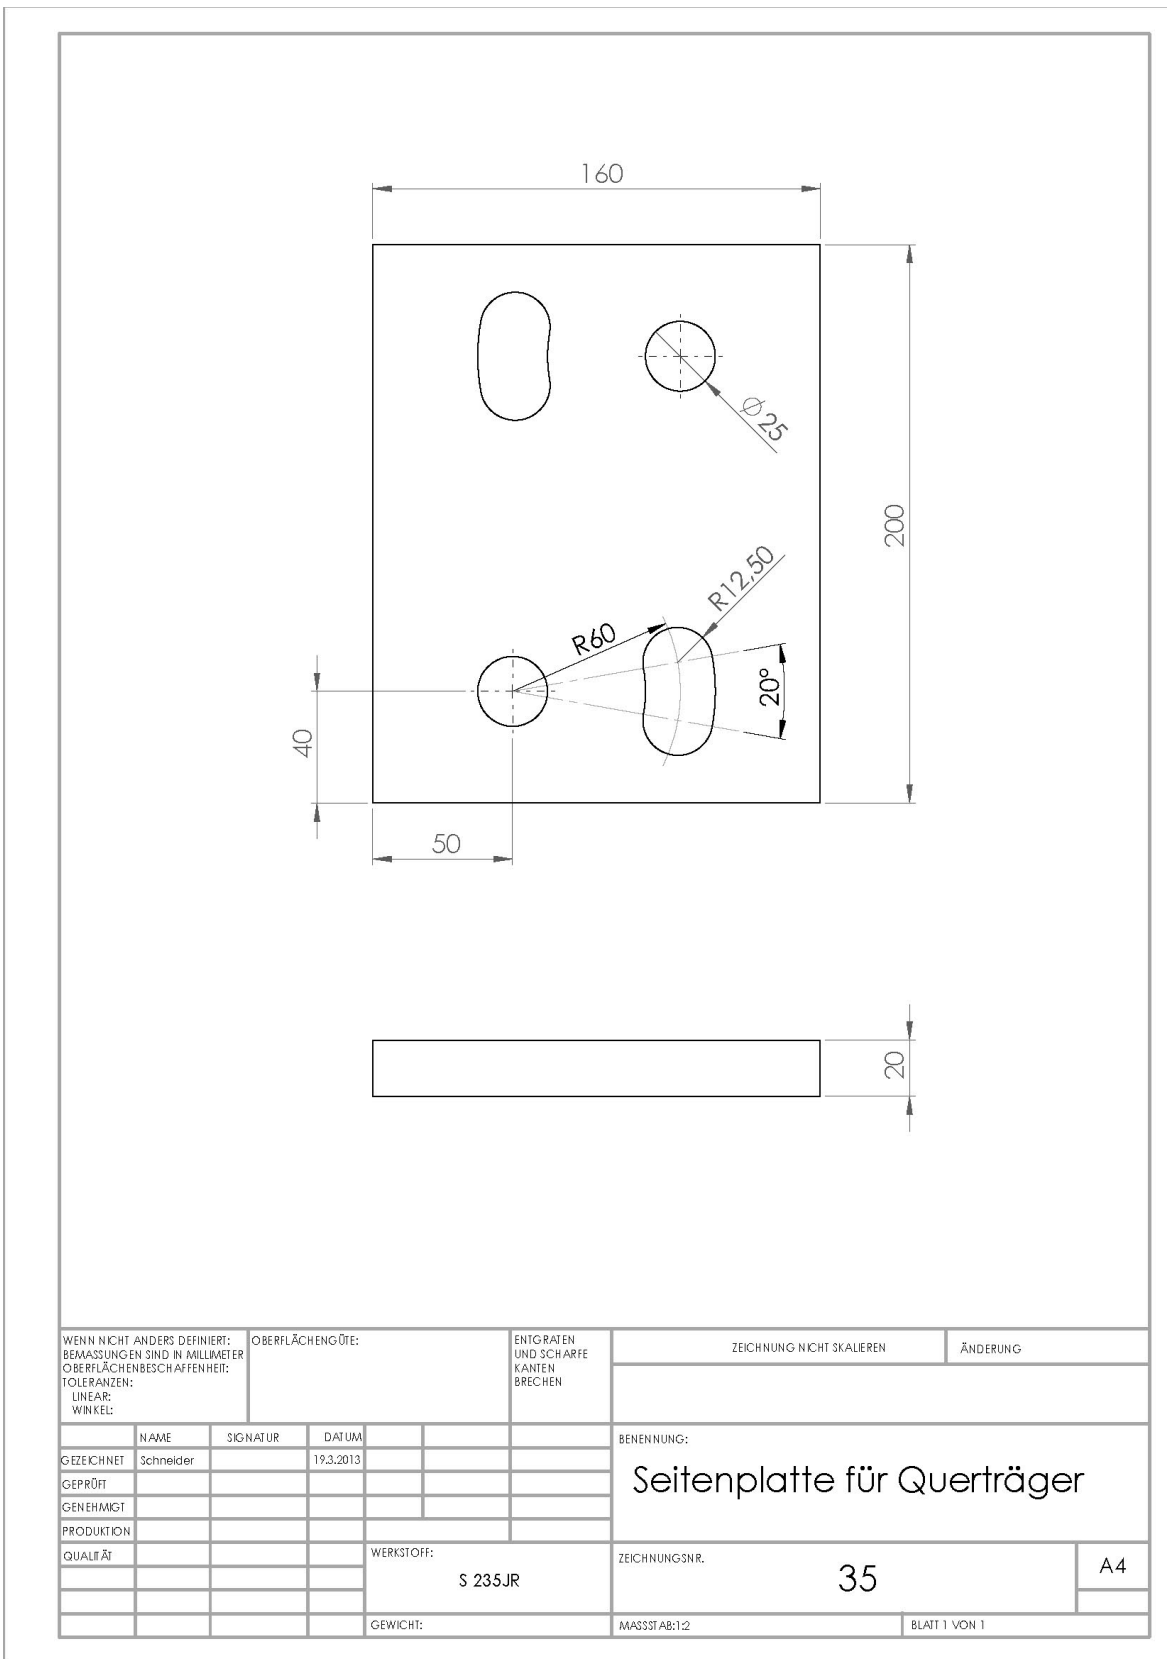 160
Ø 25
200
R12,50
R60
20°
40
50
20
WENN NICHT ANDERS DEFINIERT:
BEMASSUNGEN SIND IN MILLIMETER
OBERFLÄCHENBESCHAFFENHEIT:
TOLERANZEN:
LINEAR:
WINKEL:
OBERFLÄCHENGÜTE:
ENTGRATEN
UND SCHARFE
KANTEN
BRECHEN
ZEICHNUNG NICHT SKALIEREN
ÄNDERUNG
NAME SIGNATUR DATUM
GEZEICHNET Schneider 19.3.2013
GEPRÜFT
GENEHMIGT
PRODUKTION
QUALITÄT
BENENNUNG:
Seitenplatte für Querträger
WERKSTOFF:
S 235JR
GEWICHT:
ZEICHNUNGSNR.
35
A4
MASSSTAB:1:2
BLATT 1 VON 1